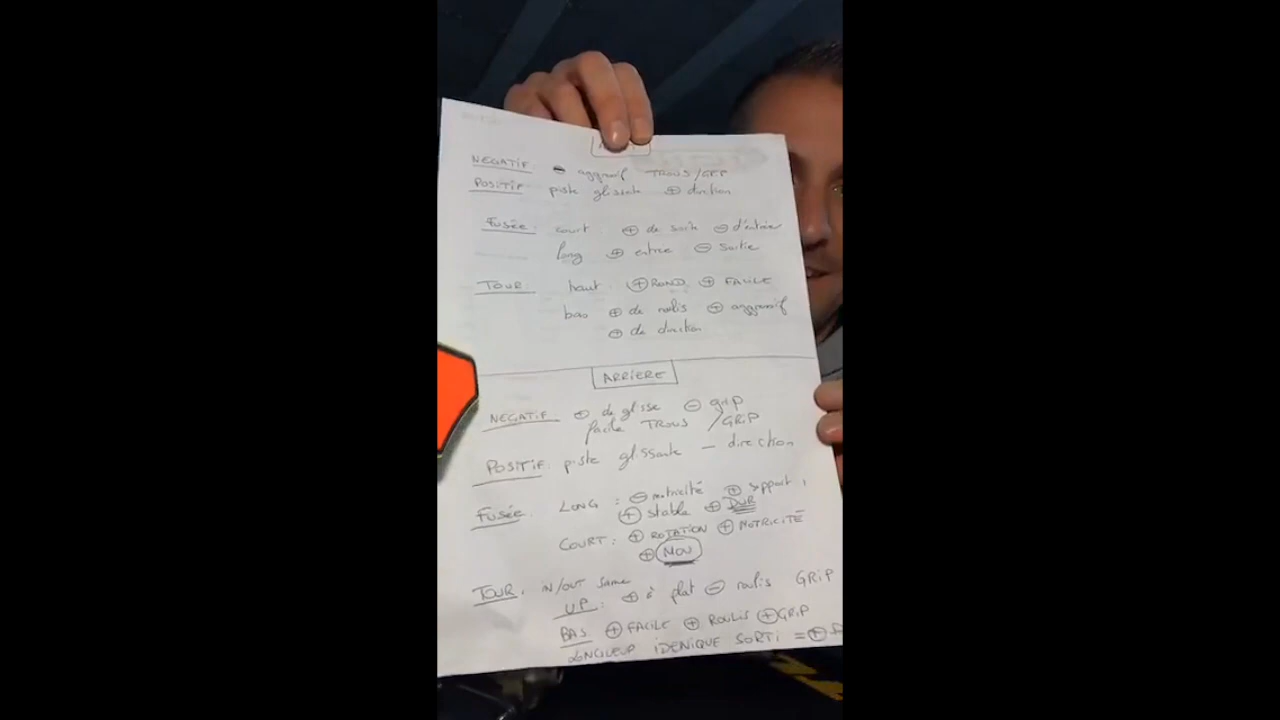 NEGATIF ⊖ aggressif TROUS/GRIP
POSITIF piste glissante ⊕ direction
Fusée: court ⊕ de sortie ⊖ d'entrée
long ⊕ entrée ⊖ sortie
TOUR haut: ⊕ ROND ⊕ FACILE
bas ⊕ de roulis ⊕ aggressif
⊕ de direction
ARRIERE
NEGATIF ⊕ de glisse ⊖ grip
facile TROUS / GRIP
POSITIF: piste glissante — direction
Fusée: LONG: ⊖ motricité ⊕ support
⊕ stable ⊕ DUR
COURT: ⊕ ROTATION ⊕ MOTRICITÉ
⊕ MOU
TOUR: IN/OUT same
UP: ⊕ à plat ⊖ roulis GRIP
BAS ⊕ FACILE ⊕ ROULIS ⊕ GRIP
LONGUEUR IDENIQUE SORTI = ⊕